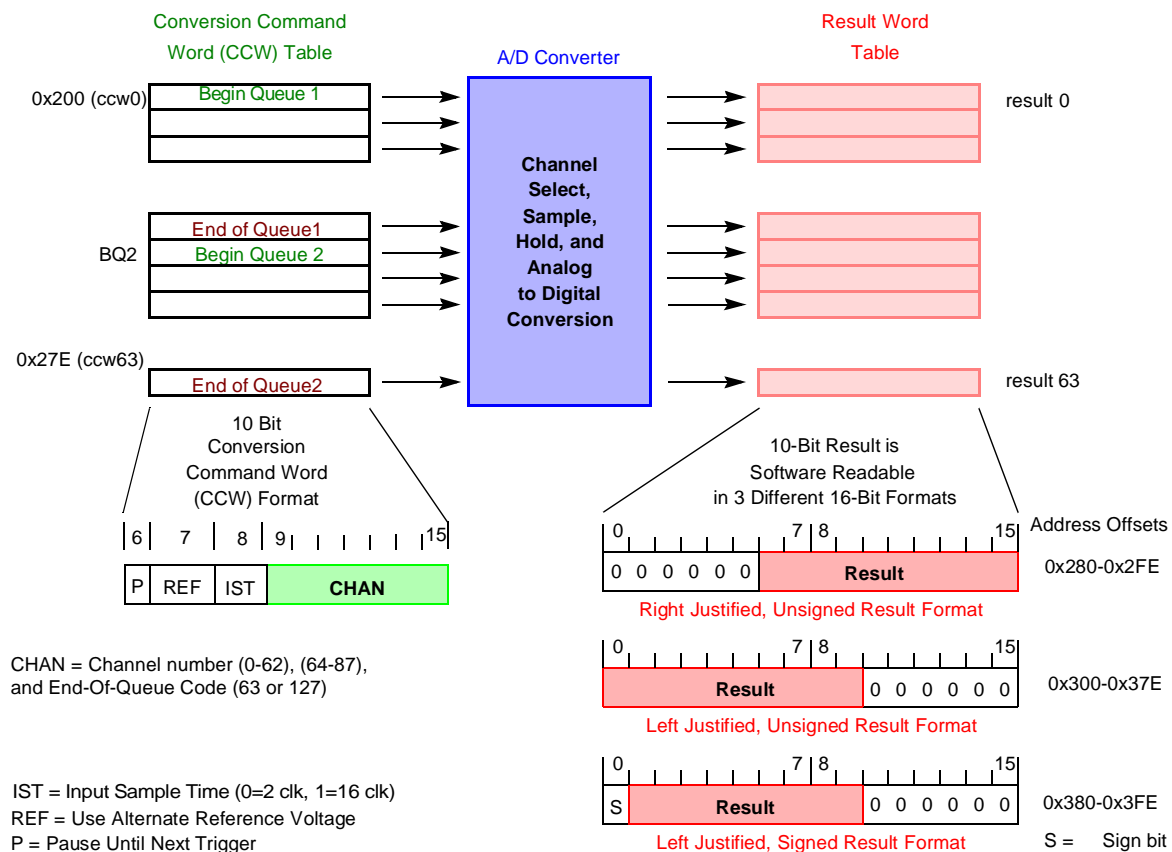 Conversion Command
Word (CCW) Table
A/D Converter
Result Word
Table
0x200 (ccw0)
Begin Queue 1
result 0
Channel
Select,
Sample,
Hold, and
Analog
to Digital
Conversion
End of Queue1
BQ2
Begin Queue 2
0x27E (ccw63)
End of Queue2
result 63
10 Bit
Conversion
Command Word
(CCW) Format
10-Bit Result is
Software Readable
in 3 Different 16-Bit Formats
6 7 8 9 15
P REF IST CHAN
0 7 8 15
Address Offsets
0 0 0 0 0 0 Result
0x280-0x2FE
Right Justified, Unsigned Result Format
CHAN = Channel number (0-62), (64-87),
and End-Of-Queue Code (63 or 127)
0 7 8 15
Result 0 0 0 0 0 0
0x300-0x37E
Left Justified, Unsigned Result Format
IST = Input Sample Time (0=2 clk, 1=16 clk)
REF = Use Alternate Reference Voltage
P = Pause Until Next Trigger
0 7 8 15
S Result 0 0 0 0 0 0
0x380-0x3FE
Left Justified, Signed Result Format
S = Sign bit